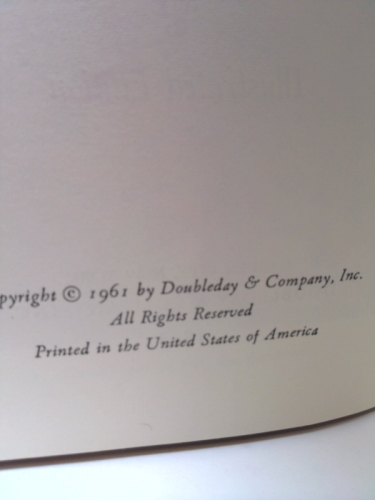 pyright © 1961 by Doubleday & Company, Inc.
All Rights Reserved
Printed in the United States of America